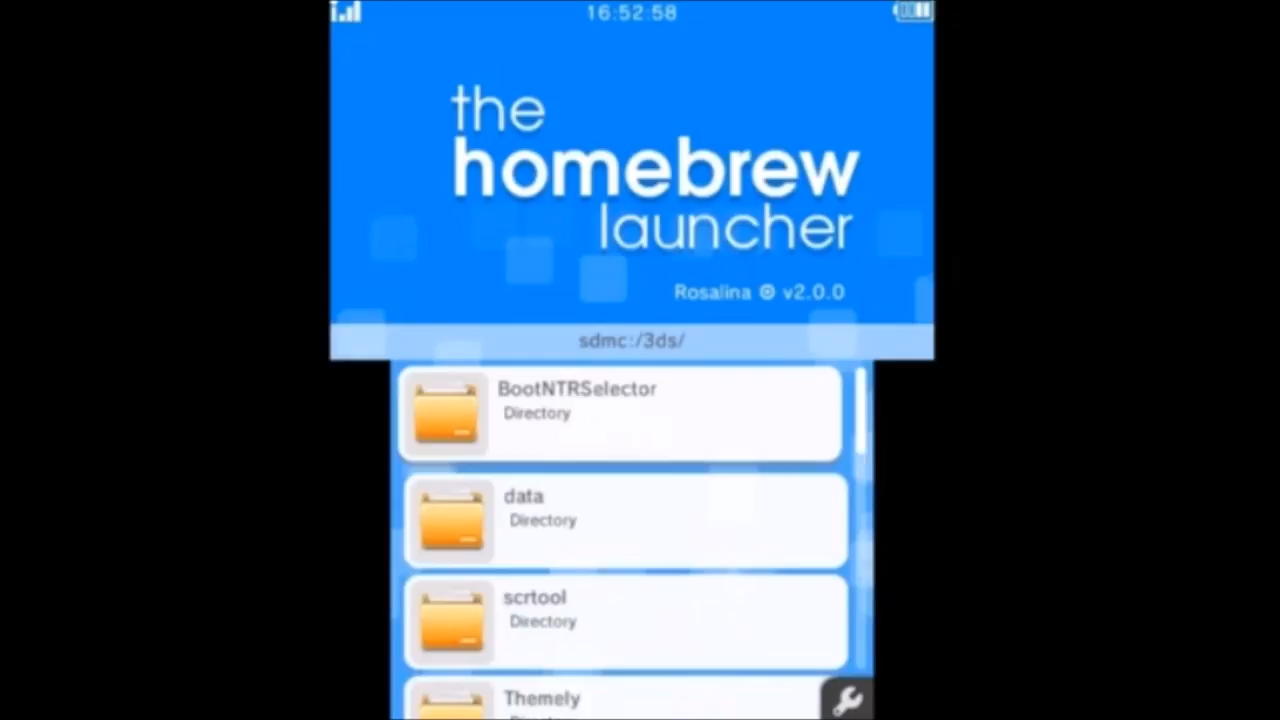 16:52:58
the
homebrew
launcher
Rosalina v2.0.0
sdmc:/3ds/
BootNTRSelector
Directory
data
Directory
scrtool
Directory
Themely
Directory